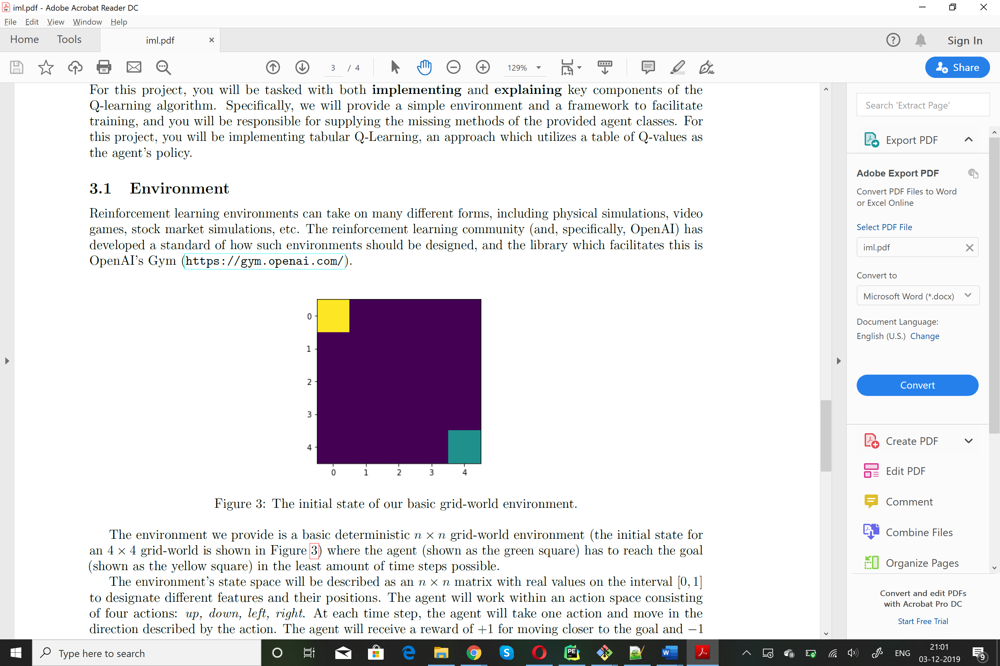 iml.pdf - Adobe Acrobat Reader DC
File Edit View Window Help
Home Tools iml.pdf × Sign In
3 / 4 129% Share
For this project, you will be tasked with both implementing and explaining key components of the
Q-learning algorithm. Specifically, we will provide a simple environment and a framework to facilitate
training, and you will be responsible for supplying the missing methods of the provided agent classes. For
this project, you will be implementing tabular Q-Learning, an approach which utilizes a table of Q-values as
the agent's policy.
3.1 Environment
Reinforcement learning environments can take on many different forms, including physical simulations, video
games, stock market simulations, etc. The reinforcement learning community (and, specifically, OpenAI) has
developed a standard of how such environments should be designed, and the library which facilitates this is
OpenAI's Gym (https://gym.openai.com/).
0
1
2
3
4
0 1 2 3 4
Figure 3: The initial state of our basic grid-world environment.
The environment we provide is a basic deterministic n × n grid-world environment (the initial state for
an 4 × 4 grid-world is shown in Figure 3) where the agent (shown as the green square) has to reach the goal
(shown as the yellow square) in the least amount of time steps possible.
The environment's state space will be described as an n × n matrix with real values on the interval [0, 1]
to designate different features and their positions. The agent will work within an action space consisting
of four actions: up, down, left, right. At each time step, the agent will take one action and move in the
direction described by the action. The agent will receive a reward of +1 for moving closer to the goal and −1
Search 'Extract Page'
Export PDF
Adobe Export PDF
Convert PDF Files to Word
or Excel Online
Select PDF File
iml.pdf
Convert to
Microsoft Word (*.docx)
Document Language:
English (U.S.) Change
Convert
Create PDF
Edit PDF
Comment
Combine Files
Organize Pages
Convert and edit PDFs
with Acrobat Pro DC
Start Free Trial
Type here to search
ENG
21:01
03-12-2019
9